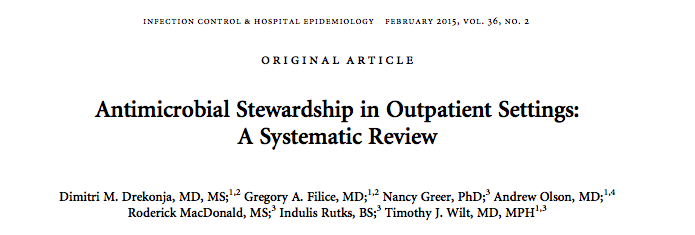 INFECTION CONTROL & HOSPITAL EPIDEMIOLOGY FEBRUARY 2015, VOL. 36, NO. 2
ORIGINAL ARTICLE
Antimicrobial Stewardship in Outpatient Settings:
A Systematic Review
Dimitri M. Drekonja, MD, MS;1,2 Gregory A. Filice, MD;1,2 Nancy Greer, PhD;3 Andrew Olson, MD;1,4
Roderick MacDonald, MS;3 Indulis Rutks, BS;3 Timothy J. Wilt, MD, MPH1,3